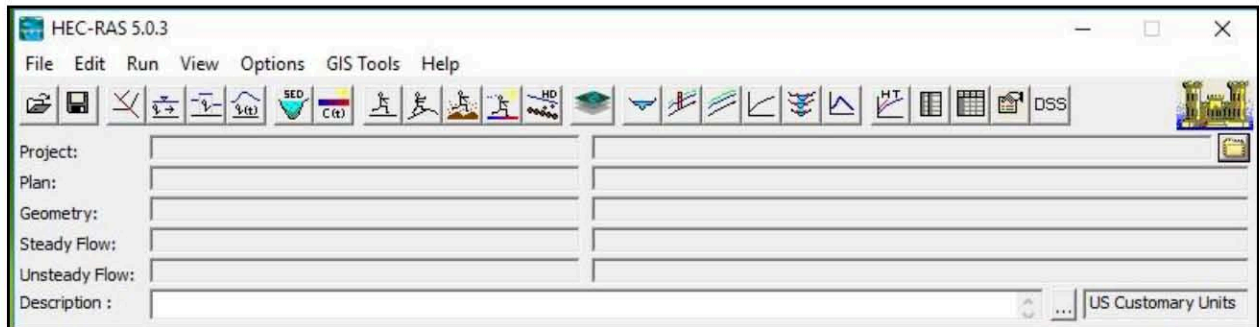 HEC-RAS 5.0.3
File Edit Run View Options GIS Tools Help
SED C(t) HD HT DSS
Project:
Plan:
Geometry:
Steady Flow:
Unsteady Flow:
Description : ... US Customary Units